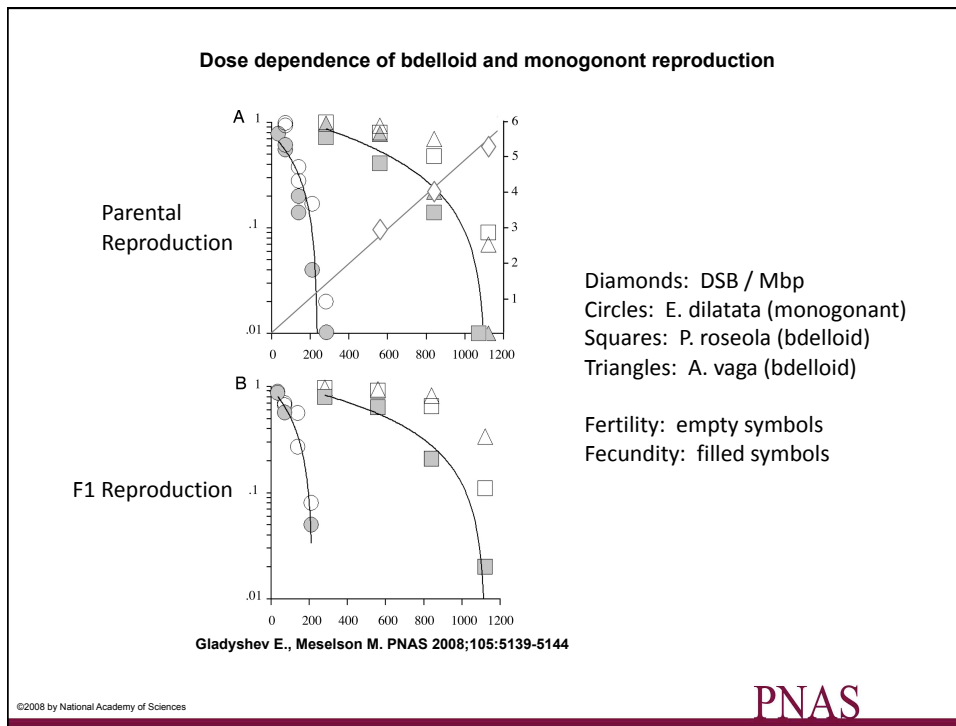 Dose dependence of bdelloid and monogonont reproduction
A
1
.1
.01
6
5
4
3
2
1
0 200 400 600 800 1000 1200
Parental
Reproduction
B
1
.1
.01
0 200 400 600 800 1000 1200
F1 Reproduction
Diamonds: DSB / Mbp
Circles: E. dilatata (monogonant)
Squares: P. roseola (bdelloid)
Triangles: A. vaga (bdelloid)
Fertility: empty symbols
Fecundity: filled symbols
Gladyshev E., Meselson M. PNAS 2008;105:5139-5144
©2008 by National Academy of Sciences
PNAS